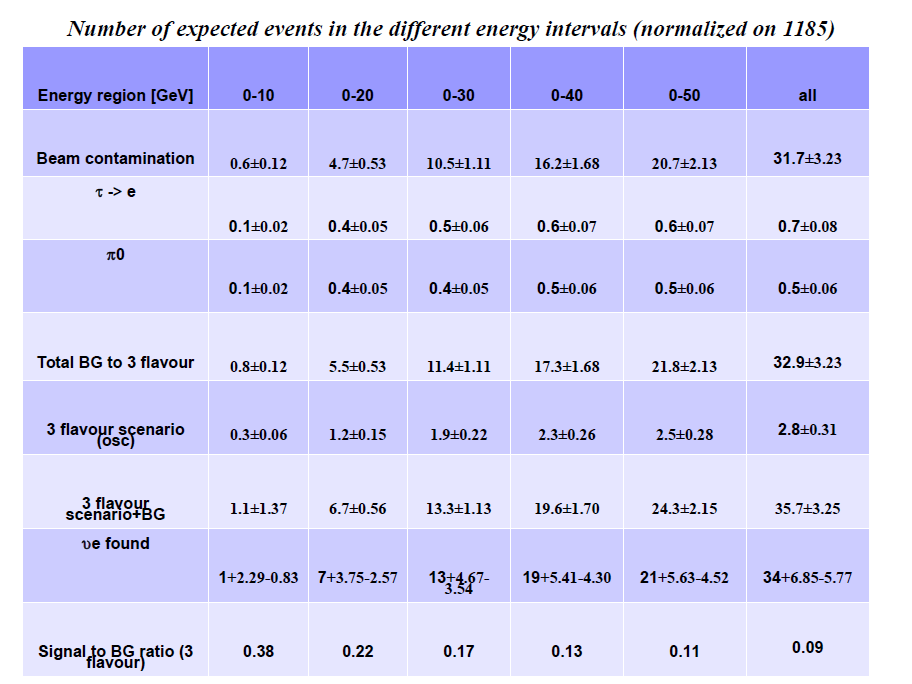 Number of expected events in the different energy intervals (normalized on 1185)
Energy region [GeV] 0-10 0-20 0-30 0-40 0-50 all
Beam contamination 0.6±0.12 4.7±0.53 10.5±1.11 16.2±1.68 20.7±2.13 31.7±3.23
τ -> e
0.1±0.02 0.4±0.05 0.5±0.06 0.6±0.07 0.6±0.07 0.7±0.08
π0
0.1±0.02 0.4±0.05 0.4±0.05 0.5±0.06 0.5±0.06 0.5±0.06
Total BG to 3 flavour 0.8±0.12 5.5±0.53 11.4±1.11 17.3±1.68 21.8±2.13 32.9±3.23
3 flavour scenario
(osc) 0.3±0.06 1.2±0.15 1.9±0.22 2.3±0.26 2.5±0.28 2.8±0.31
3 flavour
scenario+BG 1.1±1.37 6.7±0.56 13.3±1.13 19.6±1.70 24.3±2.15 35.7±3.25
υe found
1+2.29-0.83 7+3.75-2.57 13+4.67-
3.54 19+5.41-4.30 21+5.63-4.52 34+6.85-5.77
Signal to BG ratio (3
flavour) 0.38 0.22 0.17 0.13 0.11 0.09